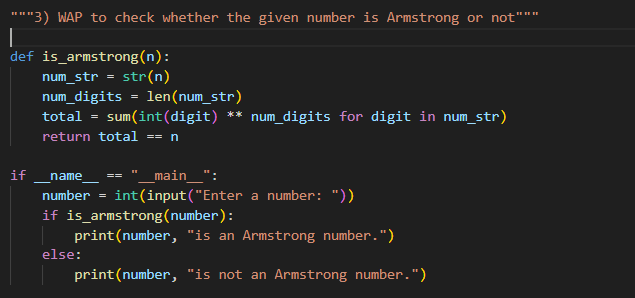 """3) WAP to check whether the given number is Armstrong or not"""
def is_armstrong(n):
    num_str = str(n)
    num_digits = len(num_str)
    total = sum(int(digit) ** num_digits for digit in num_str)
    return total == n
if __name__ == "__main__":
    number = int(input("Enter a number: "))
    if is_armstrong(number):
        print(number, "is an Armstrong number.")
    else:
        print(number, "is not an Armstrong number.")